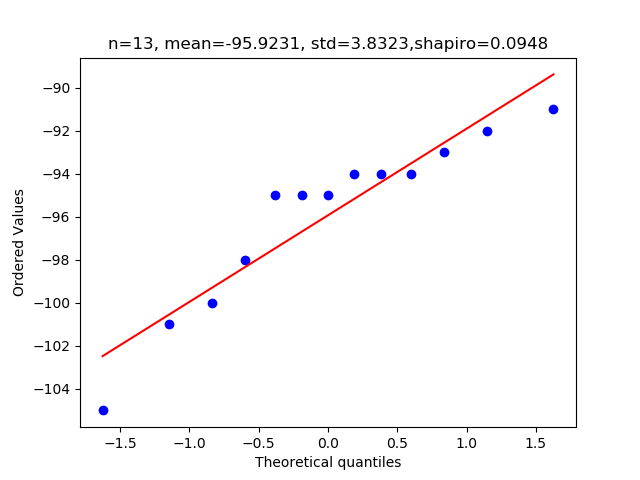 n=13, mean=-95.9231, std=3.8323,shapiro=0.0948
Ordered Values
−90
−92
−94
−96
−98
−100
−102
−104
−1.5 −1.0 −0.5 0.0 0.5 1.0 1.5
Theoretical quantiles